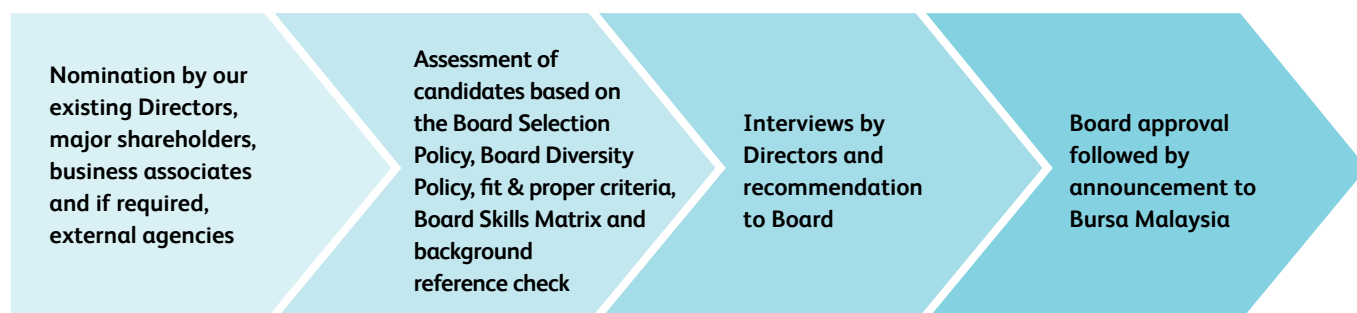 Nomination by our
existing Directors,
major shareholders,
business associates
and if required,
external agencies
Assessment of
candidates based on
the Board Selection
Policy, Board Diversity
Policy, fit & proper criteria,
Board Skills Matrix and
background
reference check
Interviews by
Directors and
recommendation
to Board
Board approval
followed by
announcement to
Bursa Malaysia